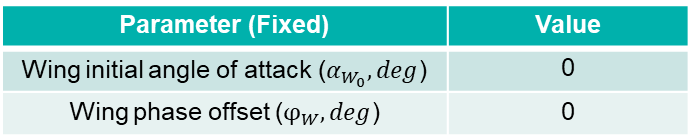 Parameter (Fixed) Value
Wing initial angle of attack (α_{W_0}, deg) 0
Wing phase offset (φ_W, deg) 0